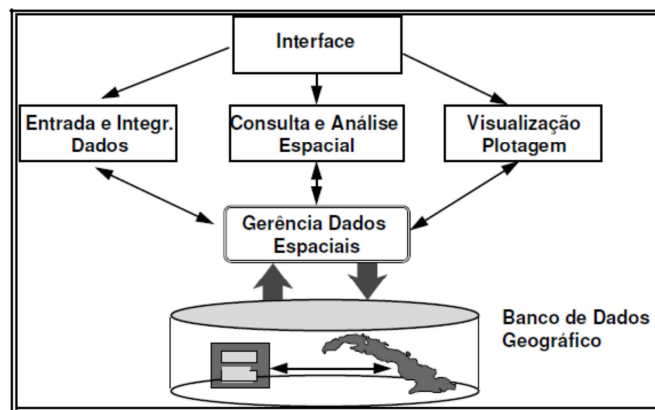 Interface
Entrada e Integr.
Dados
Consulta e Análise
Espacial
Visualização
Plotagem
Gerência Dados
Espaciais
Banco de Dados
Geográfico